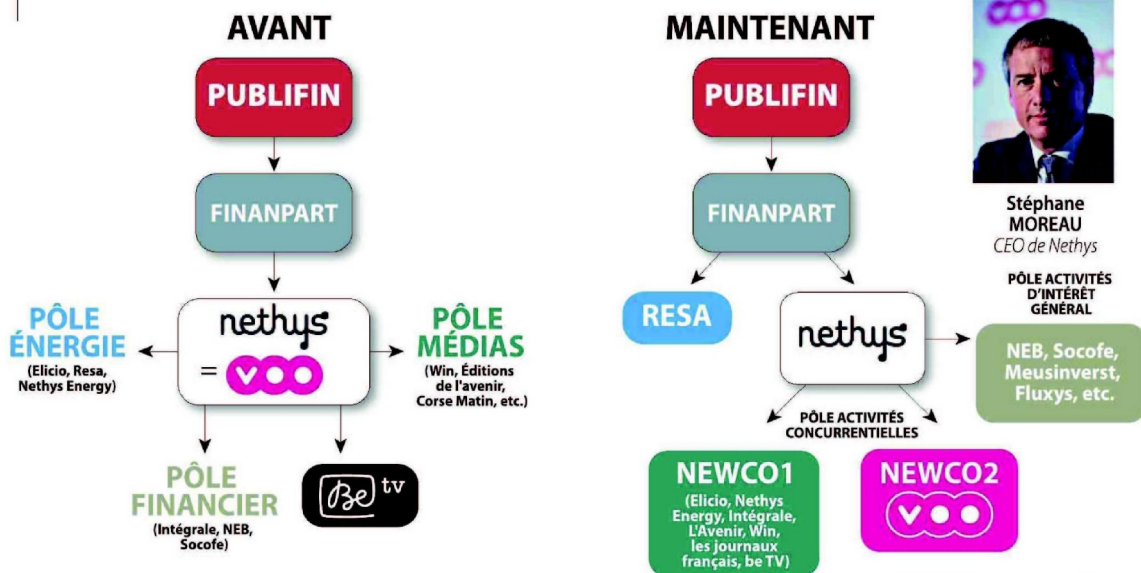 AVANT
PUBLIFIN
FINANPART
nethys
= VOO
PÔLE
ÉNERGIE
(Elicio, Resa,
Nethys Energy)
PÔLE
MÉDIAS
(Win, Éditions
de l'avenir,
Corse Matin, etc.)
PÔLE
FINANCIER
(Intégrale, NEB,
Socofe)
Be tv
MAINTENANT
PUBLIFIN
FINANPART
RESA
nethys
Stéphane
MOREAU
CEO de Nethys
PÔLE ACTIVITÉS
D'INTÉRÊT
GÉNÉRAL
NEB, Socofe,
Meusinverst,
Fluxys, etc.
PÔLE ACTIVITÉS
CONCURRENTIELLES
NEWCO1
(Elicio, Nethys
Energy, Intégrale,
L'Avenir, Win,
les journaux
français, be TV)
NEWCO2
VOO